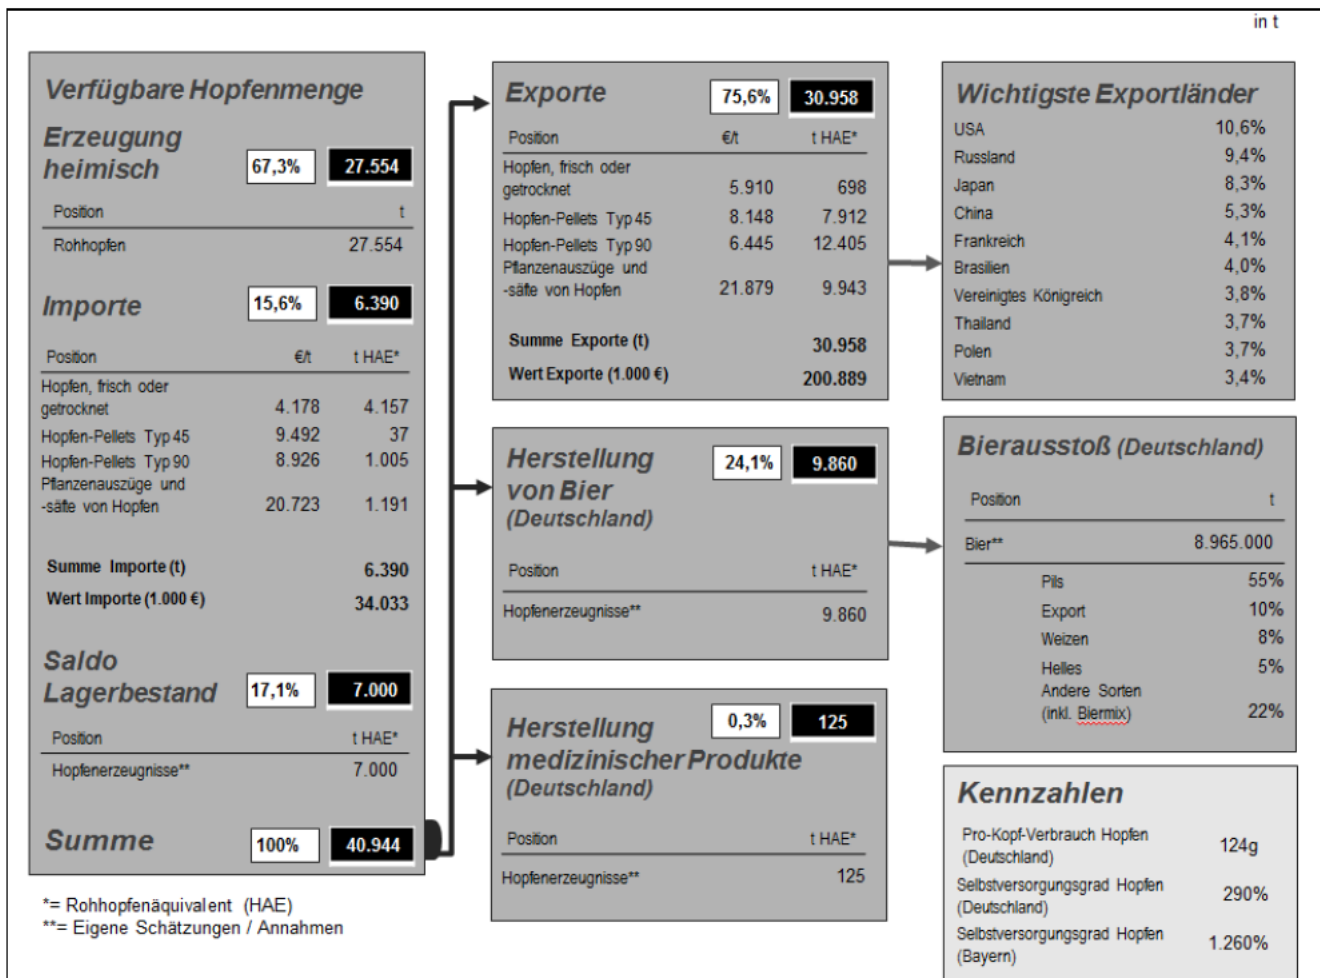 in t
Verfügbare Hopfenmenge
Erzeugung
heimisch 67,3% 27.554
Position t
Rohhopfen 27.554
Importe 15,6% 6.390
Position €/t t HAE*
Hopfen, frisch oder
getrocknet 4.178 4.157
Hopfen-Pellets Typ 45 9.492 37
Hopfen-Pellets Typ 90 8.926 1.005
Pflanzenauszüge und
-säfte von Hopfen 20.723 1.191
Summe Importe (t) 6.390
Wert Importe (1.000 €) 34.033
Saldo
Lagerbestand 17,1% 7.000
Position t HAE*
Hopfenerzeugnisse** 7.000
Summe 100% 40.944
*= Rohhopfenäquivalent (HAE)
**= Eigene Schätzungen / Annahmen
Exporte 75,6% 30.958
Position €/t t HAE*
Hopfen, frisch oder
getrocknet 5.910 698
Hopfen-Pellets Typ 45 8.148 7.912
Hopfen-Pellets Typ 90 6.445 12.405
Pflanzenauszüge und
-säfte von Hopfen 21.879 9.943
Summe Exporte (t) 30.958
Wert Exporte (1.000 €) 200.889
Herstellung
von Bier 24,1% 9.860
(Deutschland)
Position t HAE*
Hopfenerzeugnisse** 9.860
Herstellung 0,3% 125
medizinischer Produkte
(Deutschland)
Position t HAE*
Hopfenerzeugnisse** 125
Wichtigste Exportländer
USA 10,6%
Russland 9,4%
Japan 8,3%
China 5,3%
Frankreich 4,1%
Brasilien 4,0%
Vereinigtes Königreich 3,8%
Thailand 3,7%
Polen 3,7%
Vietnam 3,4%
Bierausstoß (Deutschland)
Position t
Bier** 8.965.000
Pils 55%
Export 10%
Weizen 8%
Helles 5%
Andere Sorten
(inkl. Biermix) 22%
Kennzahlen
Pro-Kopf-Verbrauch Hopfen
(Deutschland) 124g
Selbstversorgungsgrad Hopfen
(Deutschland) 290%
Selbstversorgungsgrad Hopfen
(Bayern) 1.260%